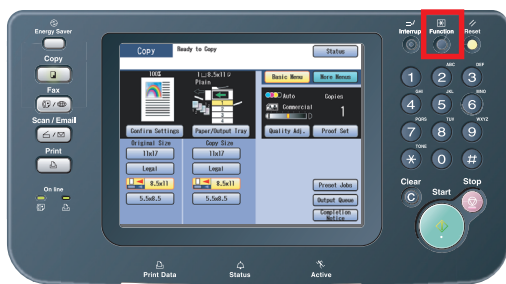 Energy Saver
Interrup
Function
Reset
Copy
Fax
Scan / Email
Print
On line
Copy
Ready to Copy
Status
100%
1 8.5x11
Plain
Confirm Settings
Paper/Output Tray
Basic Menu
More Menus
Auto
Copies
Commercial
1
Quality Adj.
Proof Set
Original Size
Copy Size
11x17
11x17
Legal
Legal
8.5x11
8.5x11
5.5x8.5
5.5x8.5
Preset Jobs
Output Queue
Completion
Notice
ABC
DEF
1
2
3
GHI
JKL
MNO
4
5
6
PQRS
TUV
WXYZ
7
8
9
TONE
*
0
#
Clear
Stop
C
Start
Print Data
Status
Active